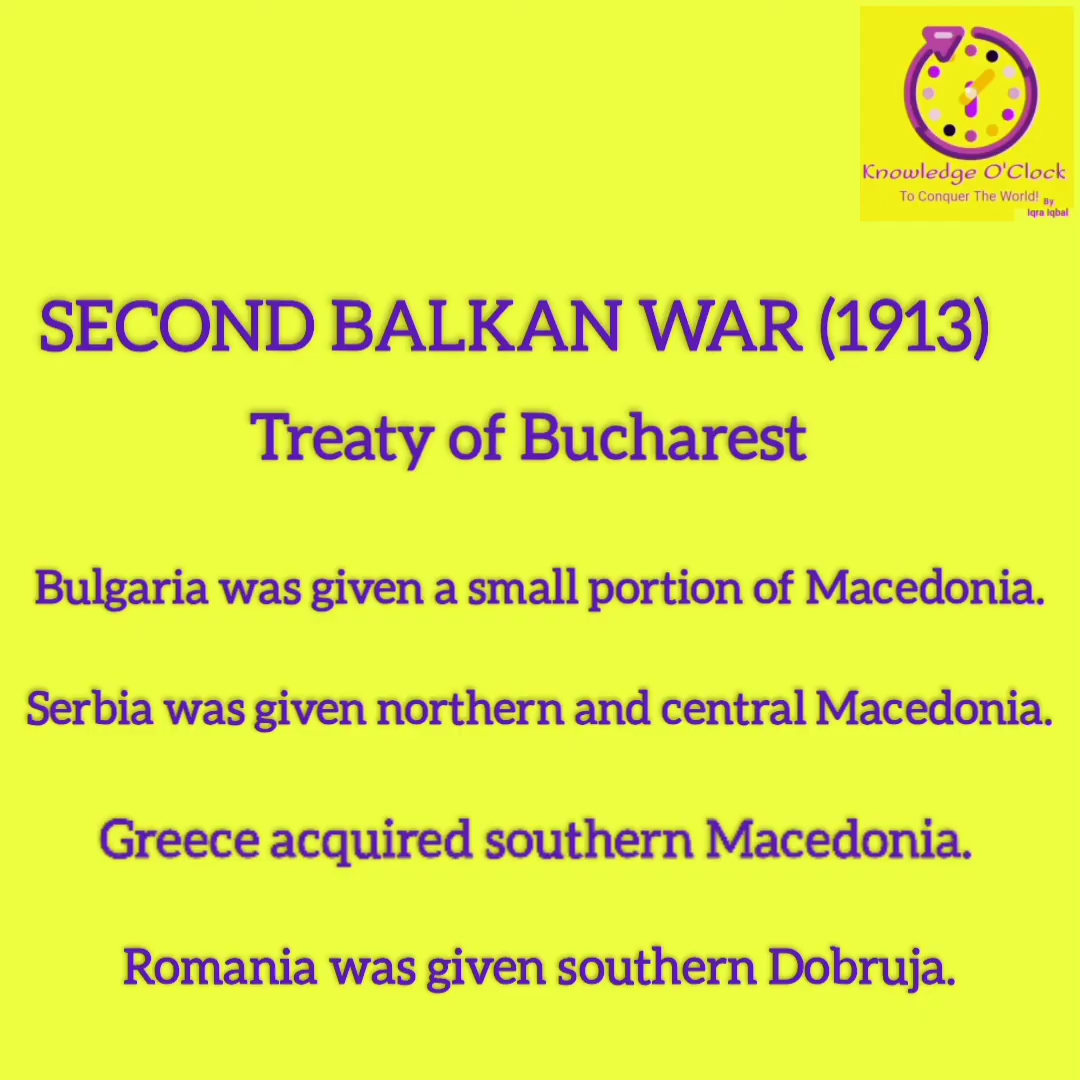 Knowledge O'Clock
To Conquer The World!
By
Iqra Iqbal
SECOND BALKAN WAR (1913)
Treaty of Bucharest
Bulgaria was given a small portion of Macedonia.
Serbia was given northern and central Macedonia.
Greece acquired southern Macedonia.
Romania was given southern Dobruja.